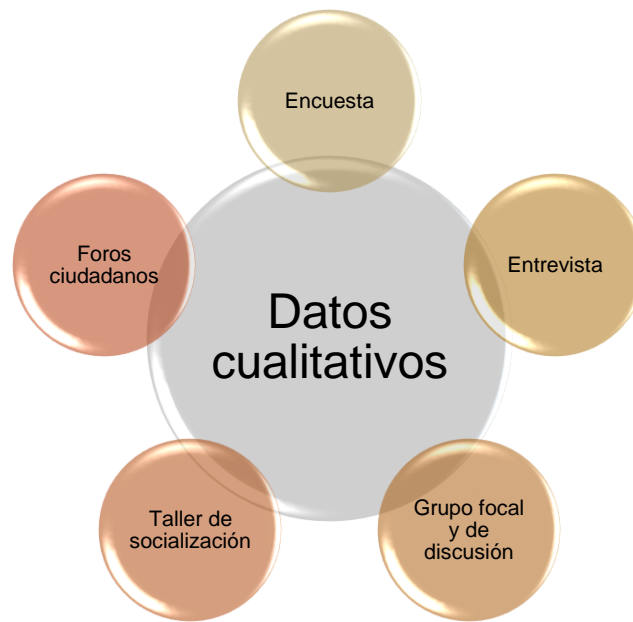 Encuesta
Foros
ciudadanos
Entrevista
Datos
cualitativos
Taller de
socialización
Grupo focal
y de
discusión